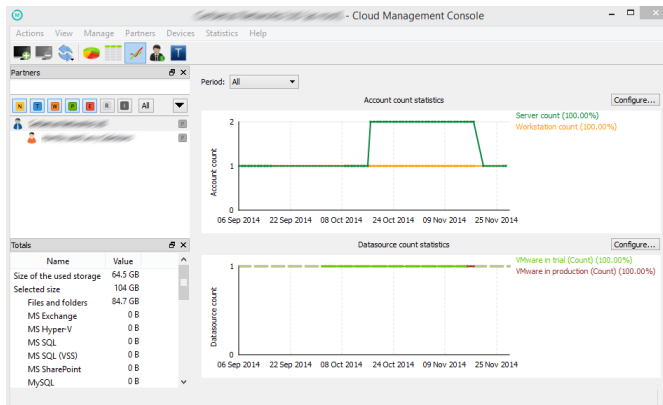 - Cloud Management Console
Actions View Manage Partners Devices Statistics Help
Partners
N T W P E R I All
P
P
Totals
Name Value
Size of the used storage 64.5 GB
Selected size 104 GB
Files and folders 84.7 GB
MS Exchange 0 B
MS Hyper-V 0 B
MS SQL 0 B
MS SQL (VSS) 0 B
MS SharePoint 0 B
MySQL 0 B
Period: All
Account count statistics
Configure...
Server count (100.00%)
Workstation count (100.00%)
Account count
2
1
0
06 Sep 2014 22 Sep 2014 08 Oct 2014 24 Oct 2014 09 Nov 2014 25 Nov 2014
Datasource count statistics
Configure...
VMware in trial (Count) (100.00%)
VMware in production (Count) (100.00%)
Datasource count
1
0
06 Sep 2014 22 Sep 2014 08 Oct 2014 24 Oct 2014 09 Nov 2014 25 Nov 2014